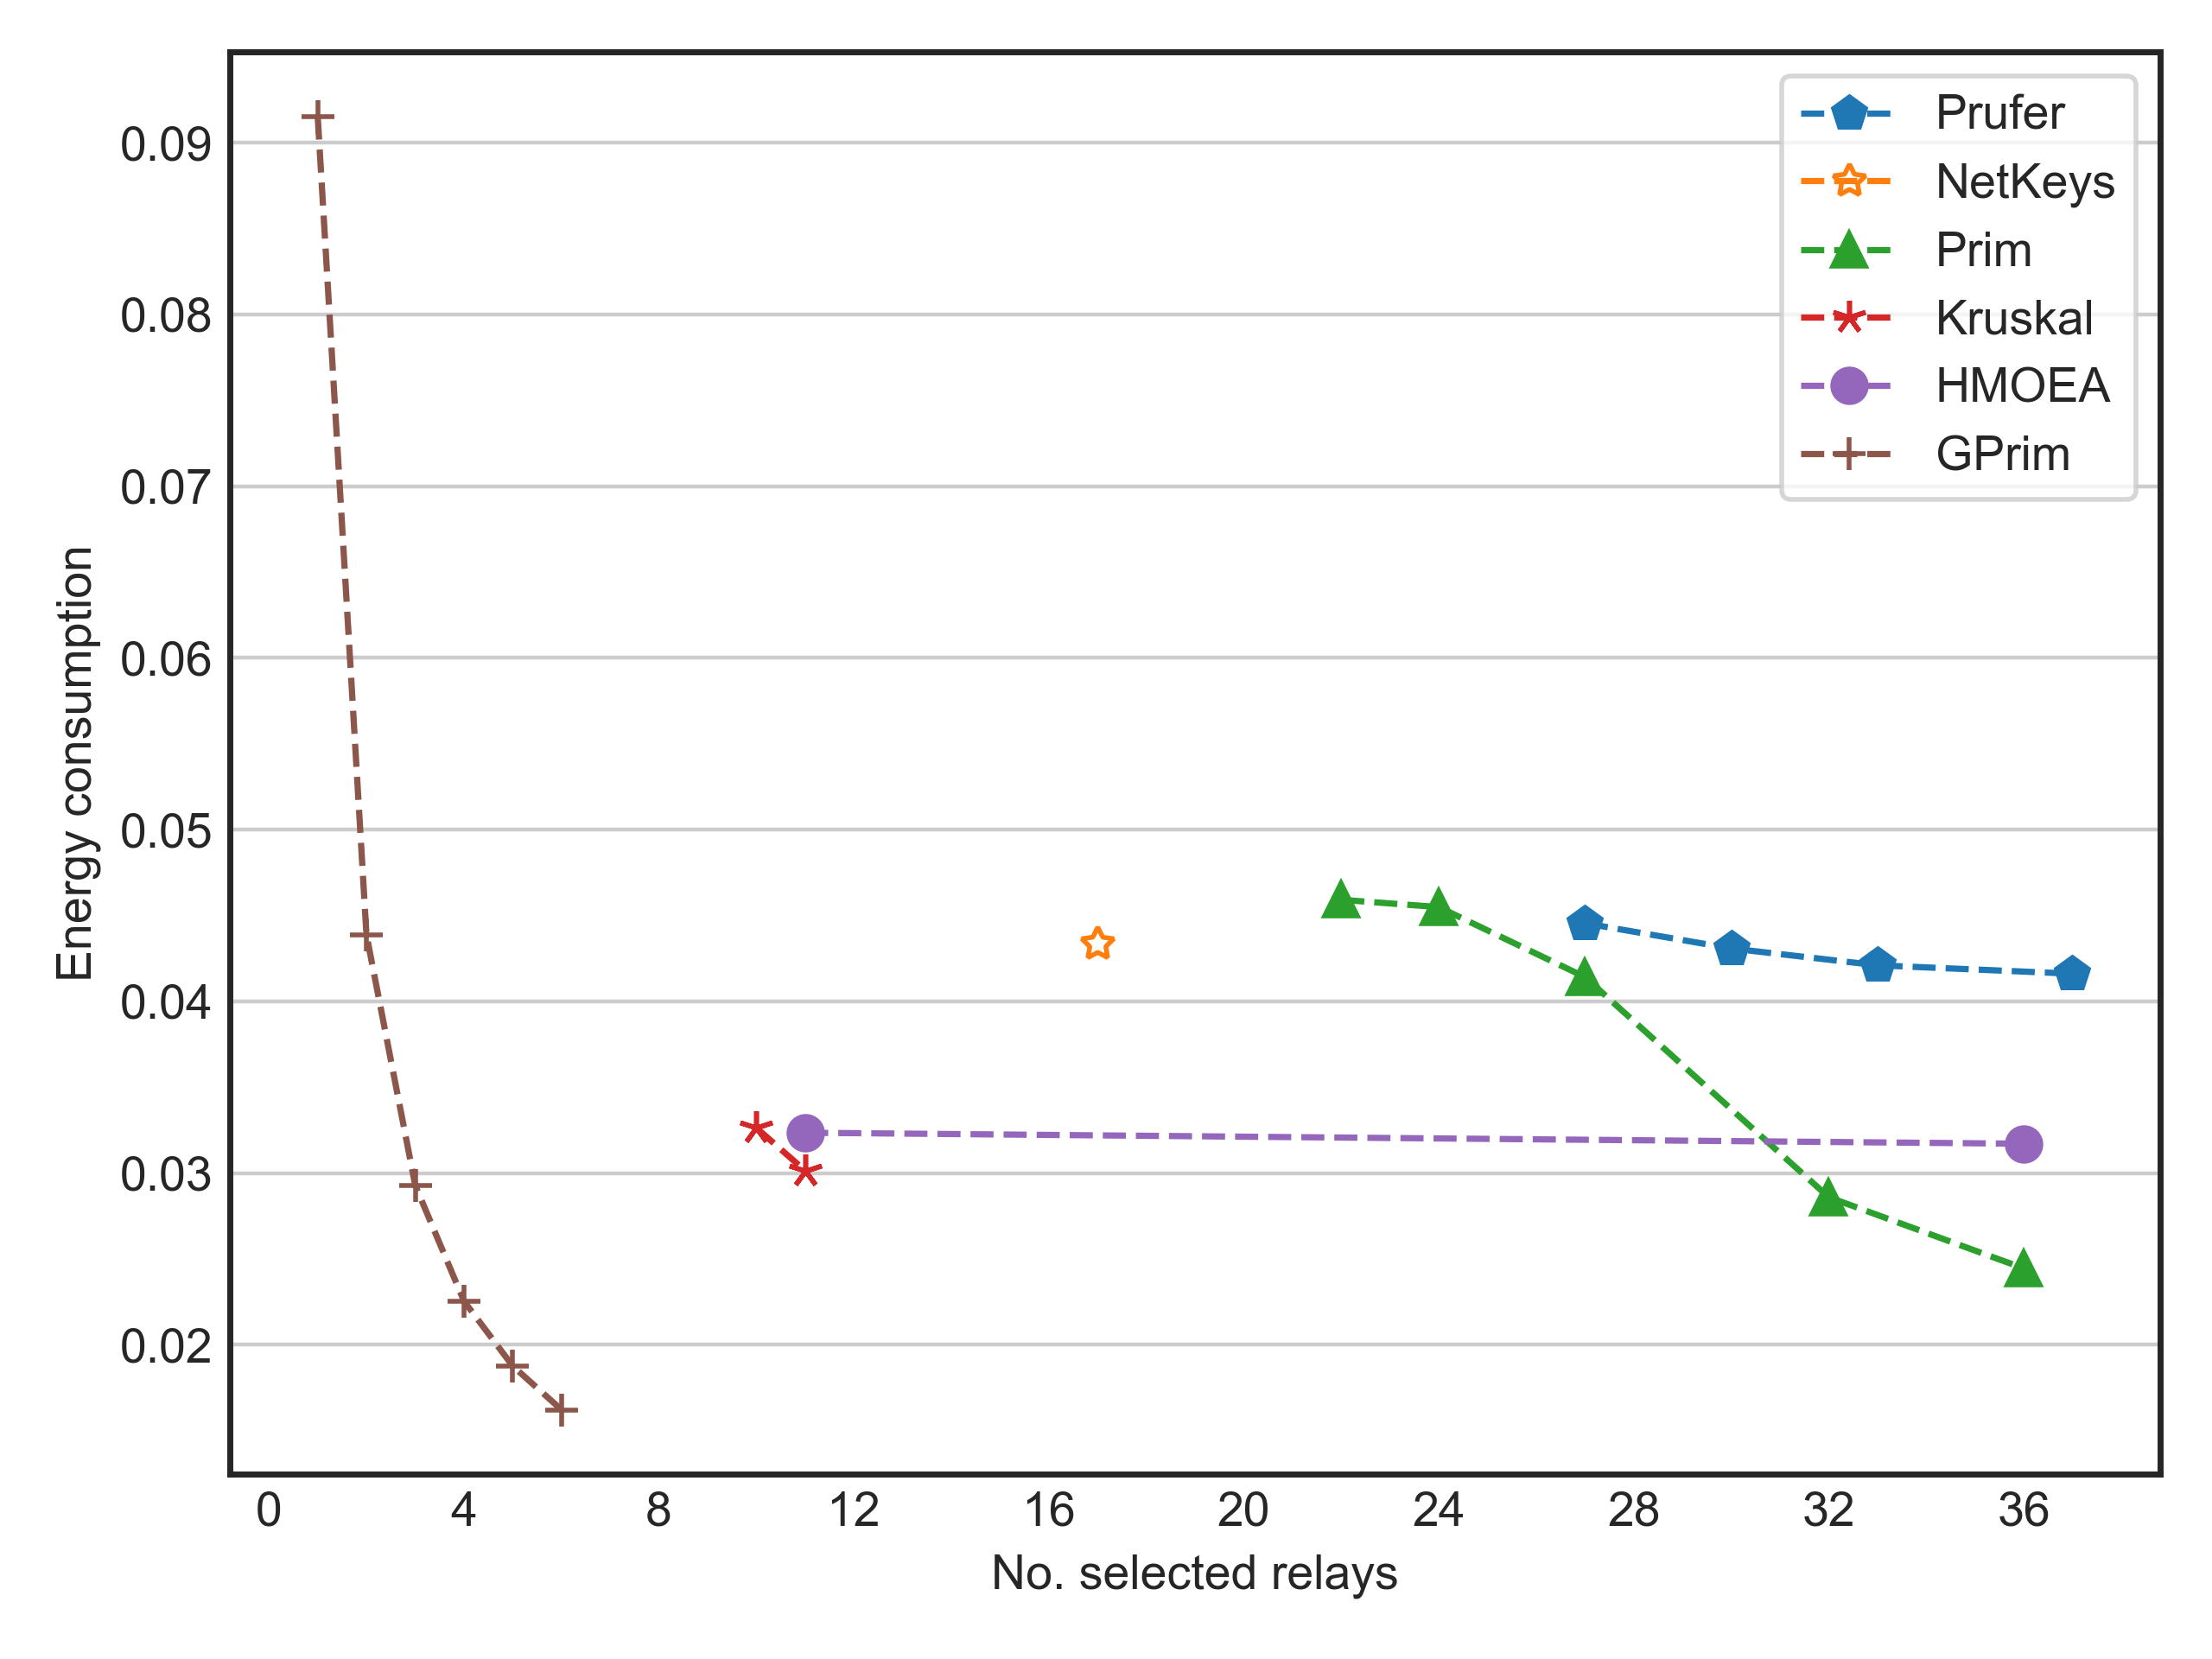 Prufer
NetKeys
Prim
Kruskal
HMOEA
GPrim
0.09
0.08
0.07
0.06
0.05
0.04
0.03
0.02
Energy consumption
0 4 8 12 16 20 24 28 32 36
No. selected relays